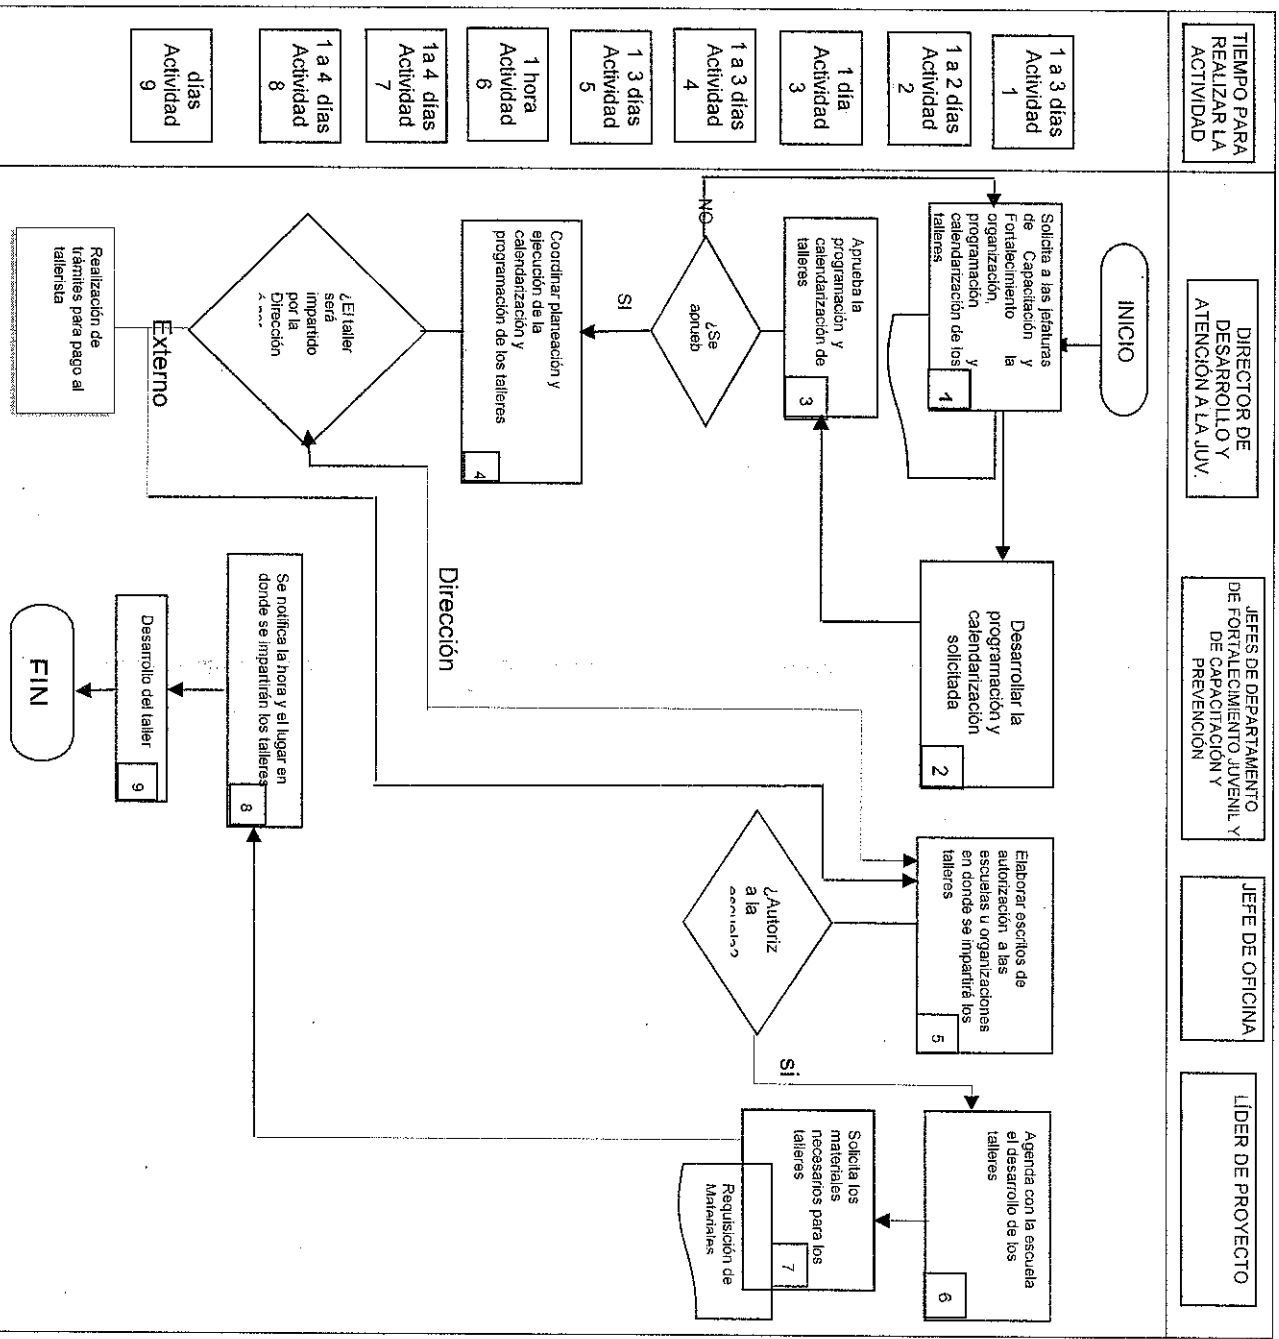 TIEMPO PARA
REALIZAR LA
ACTIVIDAD
DIRECTOR DE
DESARROLLO Y
ATENCIÓN A LA JUV.
JEFES DE DEPARTAMENTO
DE FORTALECIMIENTO JUVENIL Y
DE CAPACITACIÓN Y
PREVENCIÓN
JEFE DE OFICINA
LÍDER DE PROYECTO
1 a 3 días
Actividad
1
1 a 2 días
Actividad
2
1 día
Actividad
3
1 a 3 días
Actividad
4
1 3 días
Actividad
5
1 hora
Actividad
6
1a 4 días
Actividad
7
1a 4 días
Actividad
8
días
Actividad
9
INICIO
Solicita a las jefaturas
de Capacitación y
Fortalecimiento la
organización,
programación y
calendarización de los
talleres
1
Desarrollar la
programación y
calendarización
solicitada
2
Aprueba la
programación y
calendarización de
talleres
3
¿Se
aprueb
NO
SI
Coordinar planeación y
ejecución de la
calendarización y
programación de los talleres
4
¿El taller
será
impartido
por la
Dirección
Dirección
Externo
Realización de
trámites para pago al
tallerista
Elaborar escritos de
autorización a las
escuelas u organizaciones
en donde se impartirá los
talleres
5
¿Autoriz
a la
escuela?
si
Agenda con la escuela
el desarrollo de los
talleres
6
Solicita los
materiales
necesarios para los
talleres
7
Requisición de
Materiales
Se notifica la hora y el lugar en
donde se impartirán los talleres
8
Desarrollo del taller
9
FIN